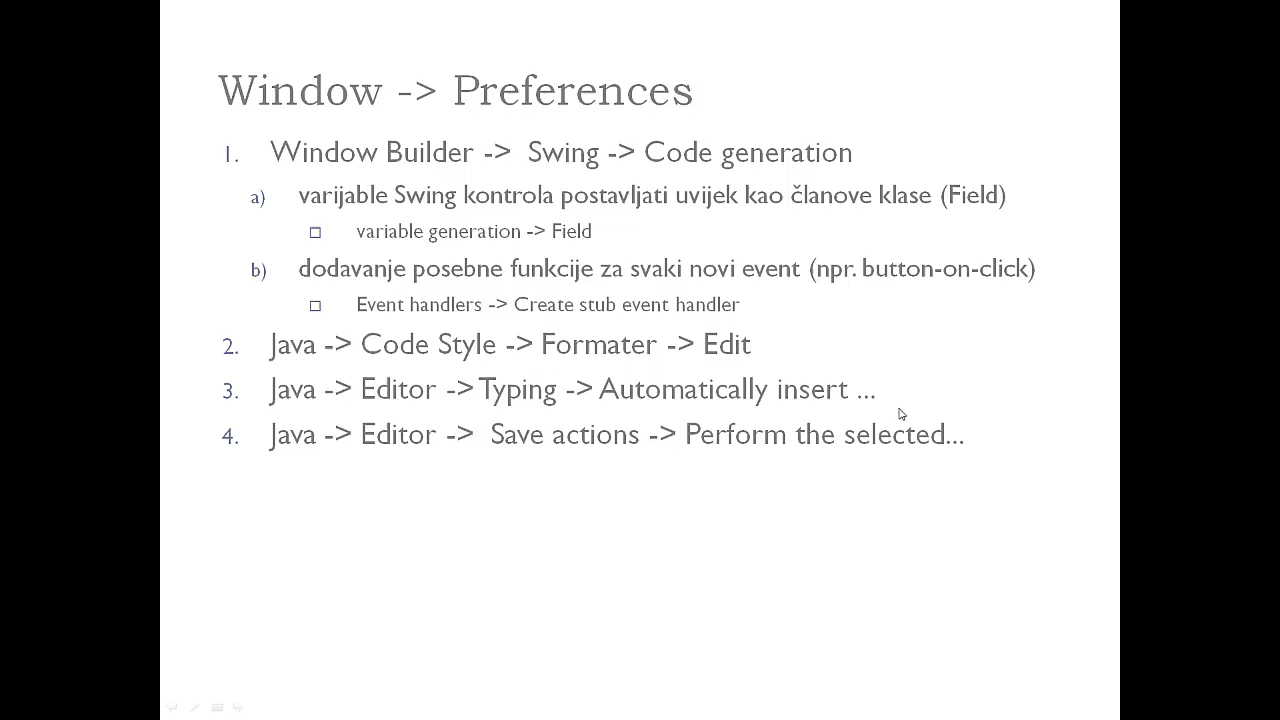 Window -> Preferences
1. Window Builder -> Swing -> Code generation
a) varijable Swing kontrola postavljati uvijek kao članove klase (Field)
variable generation -> Field
b) dodavanje posebne funkcije za svaki novi event (npr. button-on-click)
Event handlers -> Create stub event handler
2. Java -> Code Style -> Formater -> Edit
3. Java -> Editor -> Typing -> Automatically insert ...
4. Java -> Editor -> Save actions -> Perform the selected...